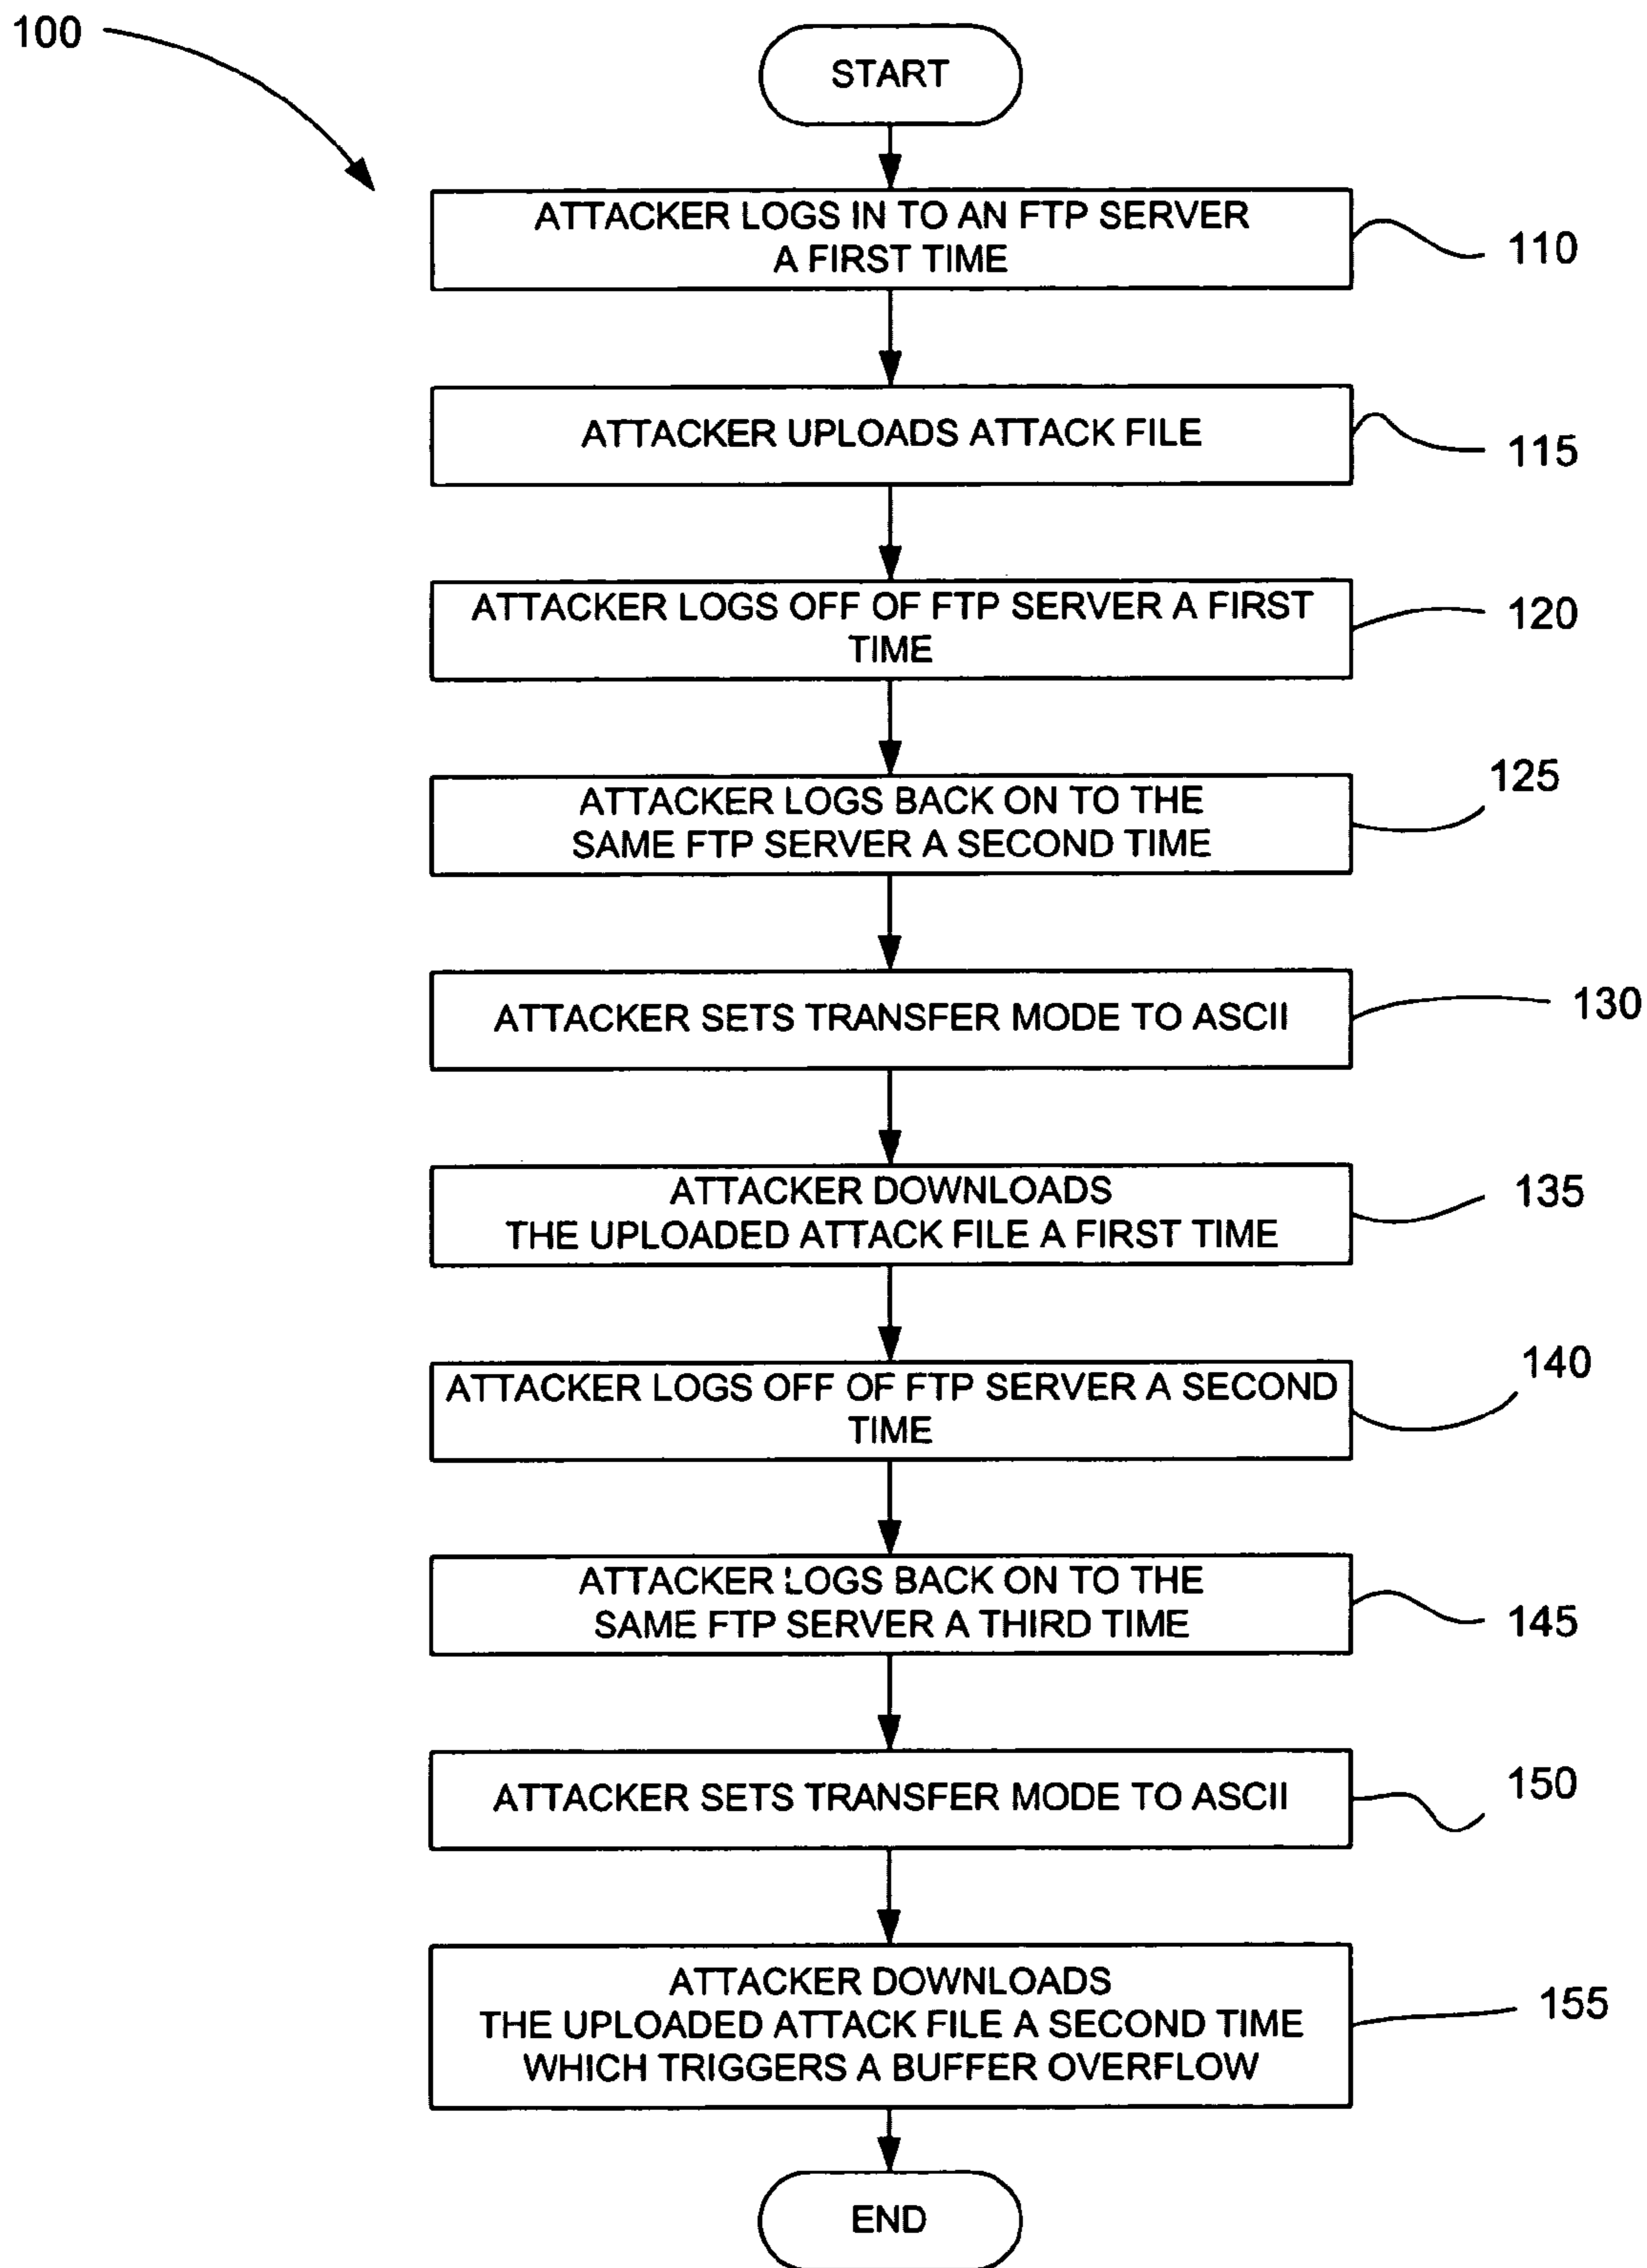 100
START
ATTACKER LOGS IN TO AN FTP SERVER
A FIRST TIME
110
ATTACKER UPLOADS ATTACK FILE
115
ATTACKER LOGS OFF OF FTP SERVER A FIRST
TIME
120
ATTACKER LOGS BACK ON TO THE
SAME FTP SERVER A SECOND TIME
125
ATTACKER SETS TRANSFER MODE TO ASCII
130
ATTACKER DOWNLOADS
THE UPLOADED ATTACK FILE A FIRST TIME
135
ATTACKER LOGS OFF OF FTP SERVER A SECOND
TIME
140
ATTACKER LOGS BACK ON TO THE
SAME FTP SERVER A THIRD TIME
145
ATTACKER SETS TRANSFER MODE TO ASCII
150
ATTACKER DOWNLOADS
THE UPLOADED ATTACK FILE A SECOND TIME
WHICH TRIGGERS A BUFFER OVERFLOW
155
END